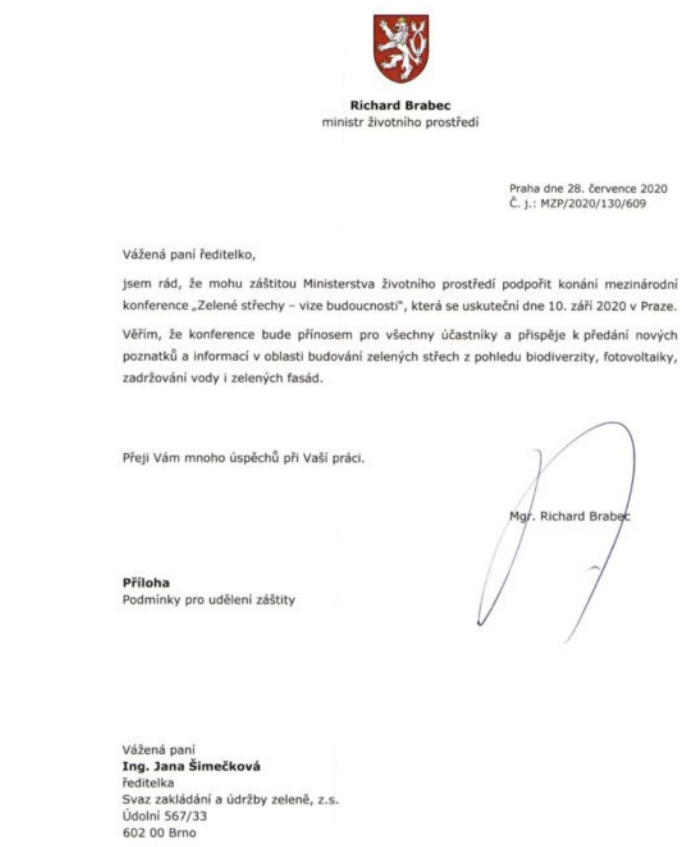 Richard Brabec
ministr životního prostředí
Praha dne 28. července 2020
Č. j.: MZP/2020/130/609
Vážená paní ředitelko,
jsem rád, že mohu záštitou Ministerstva životního prostředí podpořit konání mezinárodní
konference „Zelené střechy – vize budoucnosti“, která se uskuteční dne 10. září 2020 v Praze.
Věřím, že konference bude přínosem pro všechny účastníky a přispěje k předání nových
poznatků a informací v oblasti budování zelených střech z pohledu biodiverzity, fotovoltaiky,
zadržování vody i zelených fasád.
Přeji Vám mnoho úspěchů při Vaší práci.
Mgr. Richard Brabec
Příloha
Podmínky pro udělení záštity
Vážená paní
Ing. Jana Šimečková
ředitelka
Svaz zakládání a údržby zeleně, z.s.
Údolní 567/33
602 00 Brno